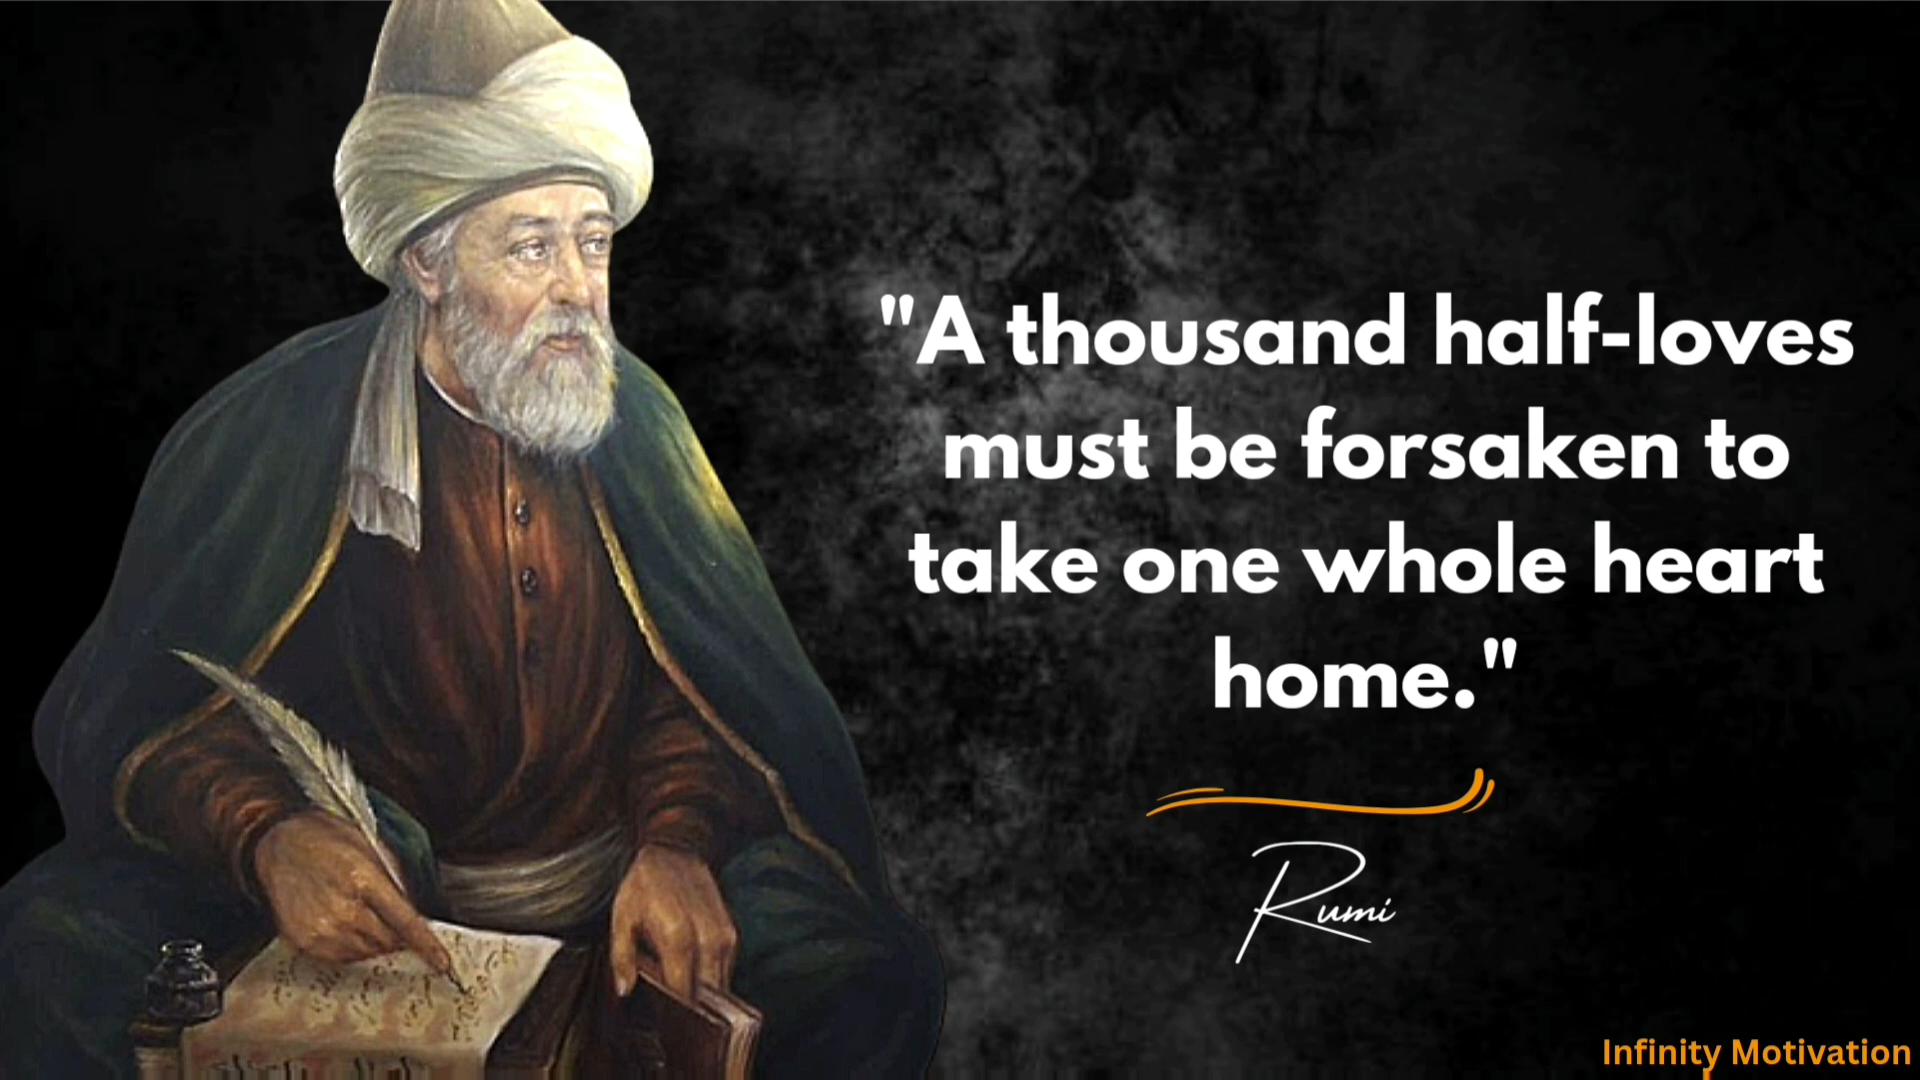 "A thousand half-loves
must be forsaken to
take one whole heart
home."
Rumi
Infinity Motivation